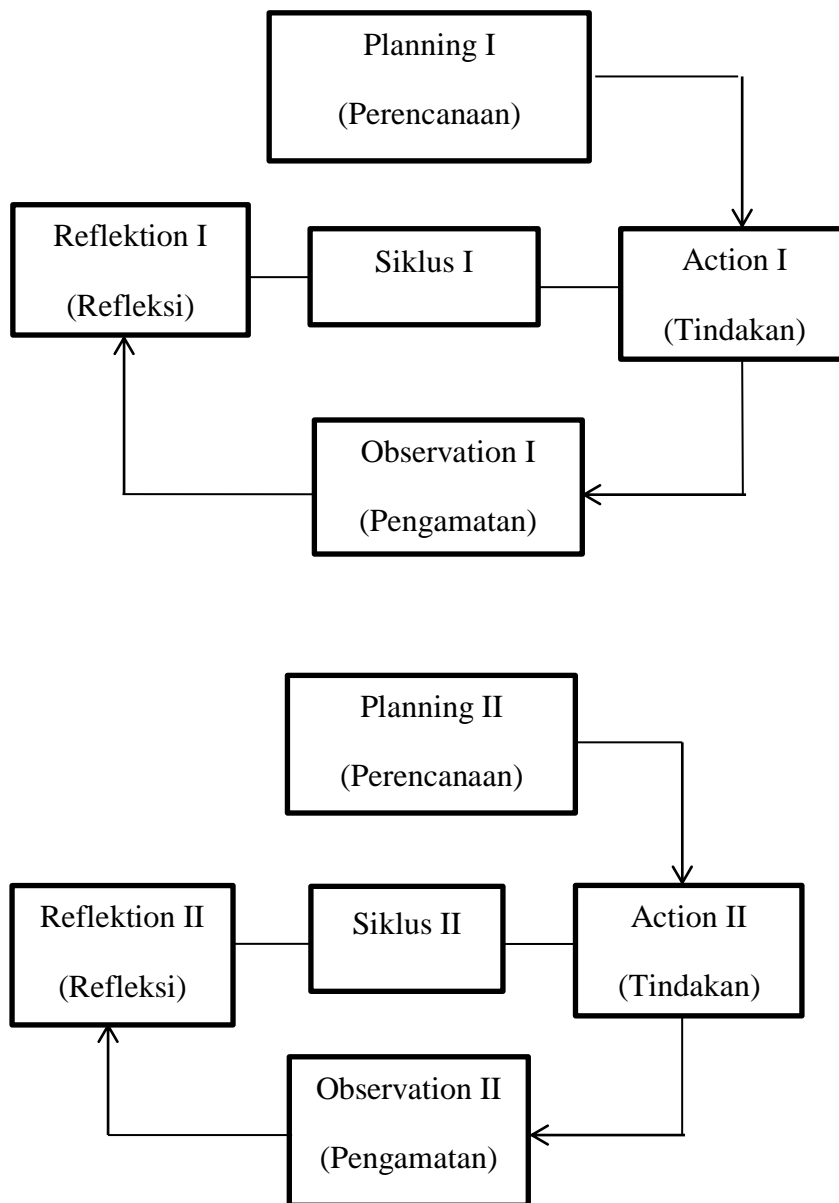 Planning I
(Perencanaan)
Reflektion I
(Refleksi)
Siklus I
Action I
(Tindakan)
Observation I
(Pengamatan)
Planning II
(Perencanaan)
Reflektion II
(Refleksi)
Siklus II
Action II
(Tindakan)
Observation II
(Pengamatan)